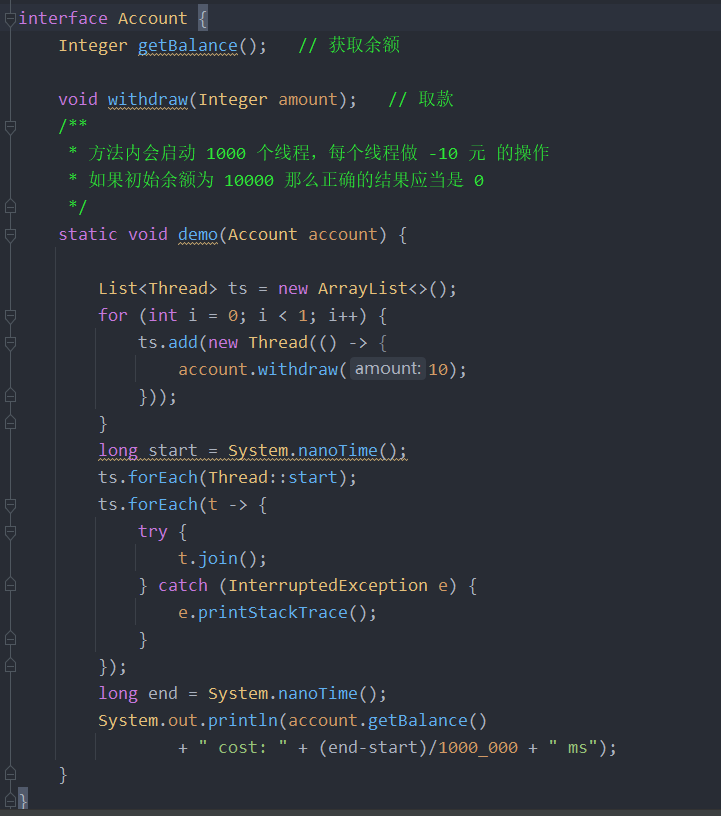 interface Account {
    Integer getBalance();   // 获取余额

    void withdraw(Integer amount);   // 取款
    /**
     * 方法内会启动 1000 个线程，每个线程做 -10 元 的操作
     * 如果初始余额为 10000 那么正确的结果应当是 0
     */
    static void demo(Account account) {

        List<Thread> ts = new ArrayList<>();
        for (int i = 0; i < 1; i++) {
            ts.add(new Thread(() -> {
                account.withdraw( amount: 10);
            }));
        }
        long start = System.nanoTime();
        ts.forEach(Thread::start);
        ts.forEach(t -> {
            try {
                t.join();
            } catch (InterruptedException e) {
                e.printStackTrace();
            }
        });
        long end = System.nanoTime();
        System.out.println(account.getBalance()
                + " cost: " + (end-start)/1000_000 + " ms");
    }
}